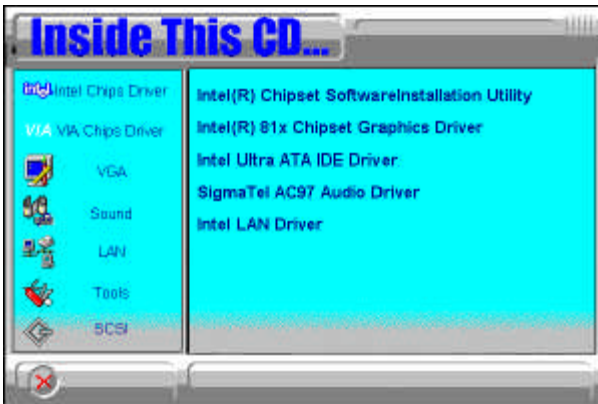 Inside This CD...
intel Intel Chips Driver
VIA VIA Chips Driver
VGA
Sound
LAN
Tools
SCSI
Intel(R) Chipset SoftwareInstallation Utility
Intel(R) 81x Chipset Graphics Driver
Intel Ultra ATA IDE Driver
SigmaTel AC97 Audio Driver
Intel LAN Driver